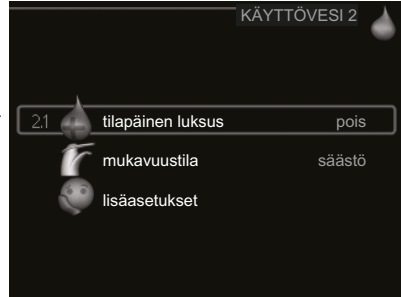 KÄYTTÖVESI 2
2.1 tilapäinen luksus pois
mukavuustila säästö
lisäasetukset